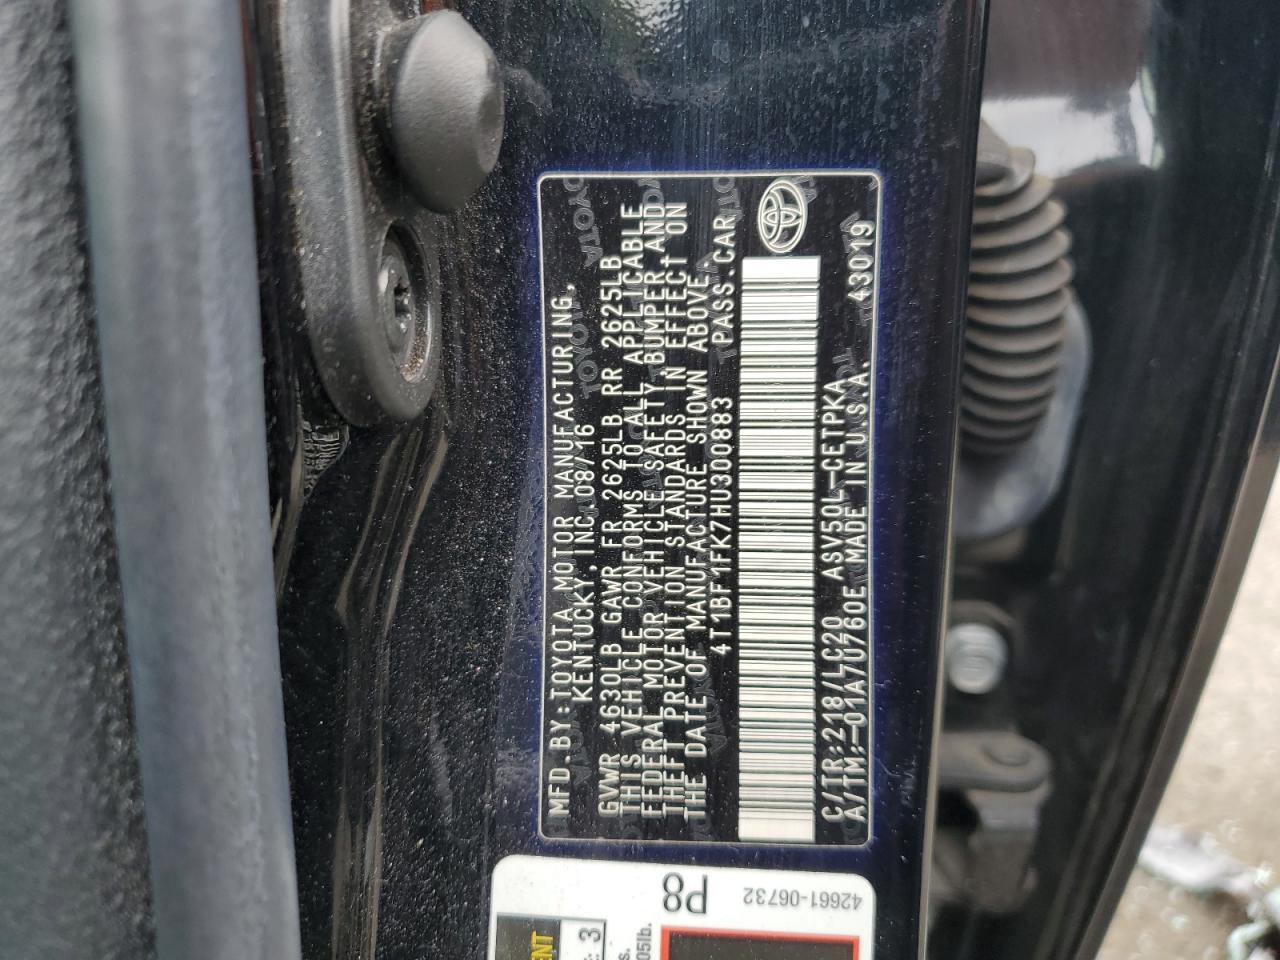 MFD.BY:TOYOTA MOTOR MANUFACTURING,
KENTUCKY, INC. 08/16
GVWR 4630LB GAWR FR 2625LB RR 2625LB
THIS VEHICLE CONFORMS TO ALL APPLICABLE
FEDERAL MOTOR VEHICLE SAFETY, BUMPER,AND
THEFT PREVENTION STANDARDS IN EFFECT ON
THE DATE OF MANUFACTURE SHOWN ABOVE.
4T1BF1FK7HU300883 PASS.CAR
C/TR:218/LC20 ASV50L-CETPKA
A/TM:-01A/U760E MADE IN U.S.A. 43019
P8
42661-06732
3
05lb.